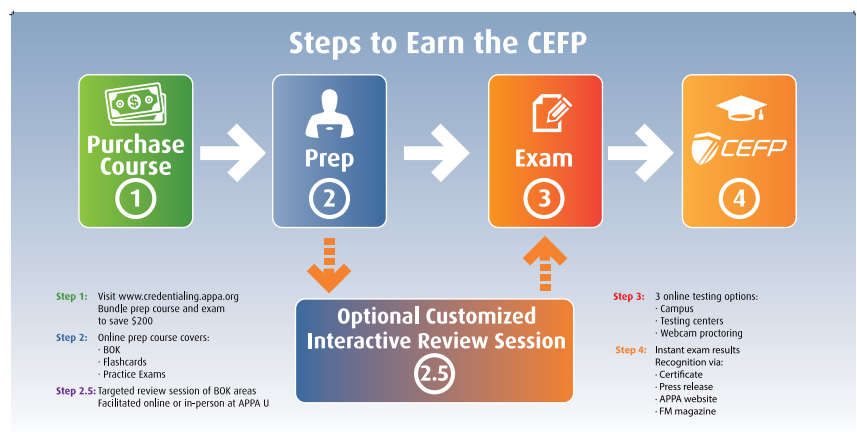 Steps to Earn the CEFP
Purchase
Course
1
Prep
2
Exam
3
CEFP
4
Optional Customized
Interactive Review Session
2.5
Step 1: Visit www.credentialing.appa.org
Bundle prep course and exam
to save $200
Step 2: Online prep course covers:
· BOK
· Flashcards
· Practice Exams
Step 2.5: Targeted review session of BOK areas
Facilitated online or in-person at APPA U
Step 3: 3 online testing options:
· Campus
· Testing centers
· Webcam proctoring
Step 4: Instant exam results
Recognition via:
· Certificate
· Press release
· APPA website
· FM magazine